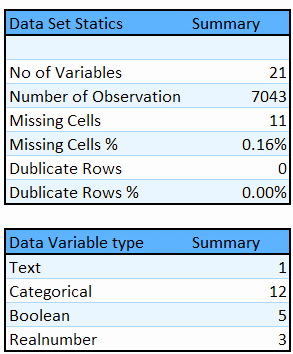 Data Set Statics Summary
No of Variables 21
Number of Observation 7043
Missing Cells 11
Missing Cells % 0.16%
Dublicate Rows 0
Dublicate Rows % 0.00%
Data Variable type Summary
Text 1
Categorical 12
Boolean 5
Realnumber 3